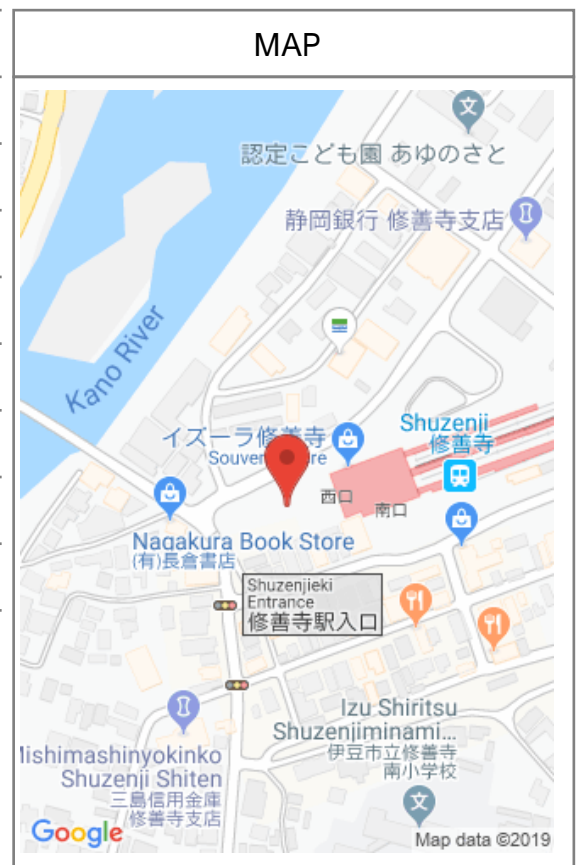 MAP
文
認定こども園 あゆのさと
静岡銀行 修善寺支店
Kano River
Shuzenji
修善寺
イズーラ修善寺
西口
南口
Nagakura Book Store
(有)長倉書店
Shuzenjieki
Entrance
修善寺駅入口
Izu Shiritsu
Shuzenjiminami...
伊豆市立修善寺
南小学校
文
Shuzenji Shiten
三島信用金庫
修善寺支店
Google
Map data ©2019